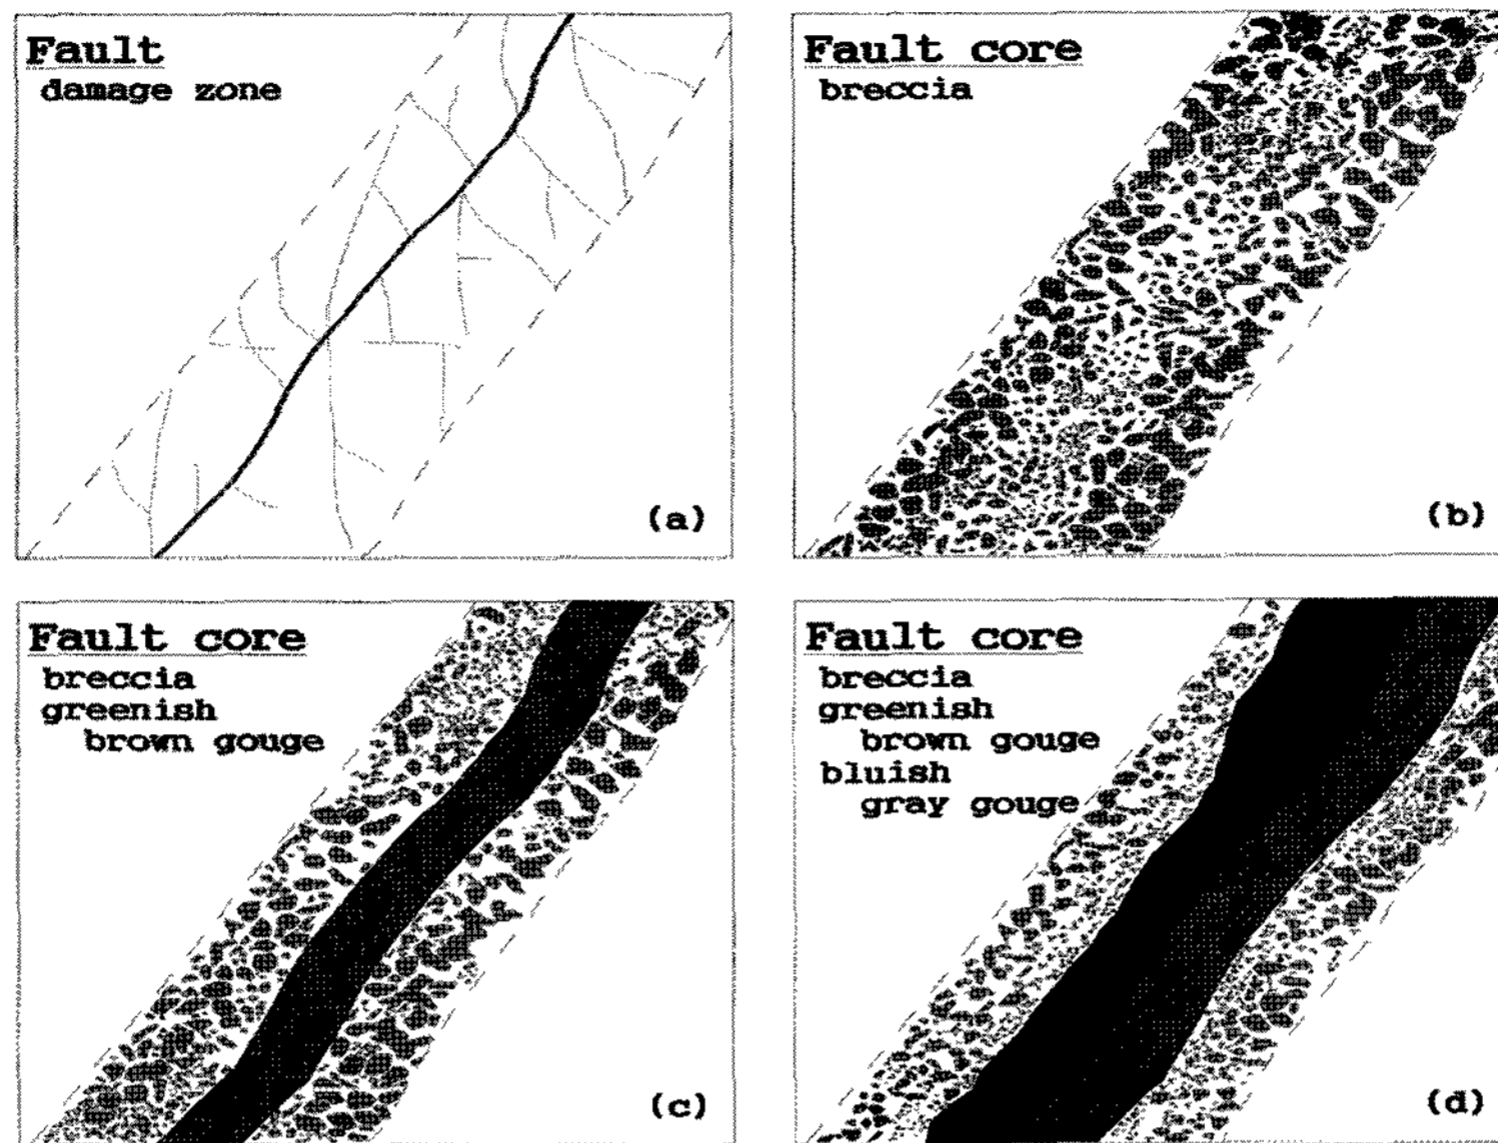 Fault
damage zone
(a)
Fault core
breccia
(b)
Fault core
breccia
greenish
brown gouge
(c)
Fault core
breccia
greenish
brown gouge
bluish
gray gouge
(d)